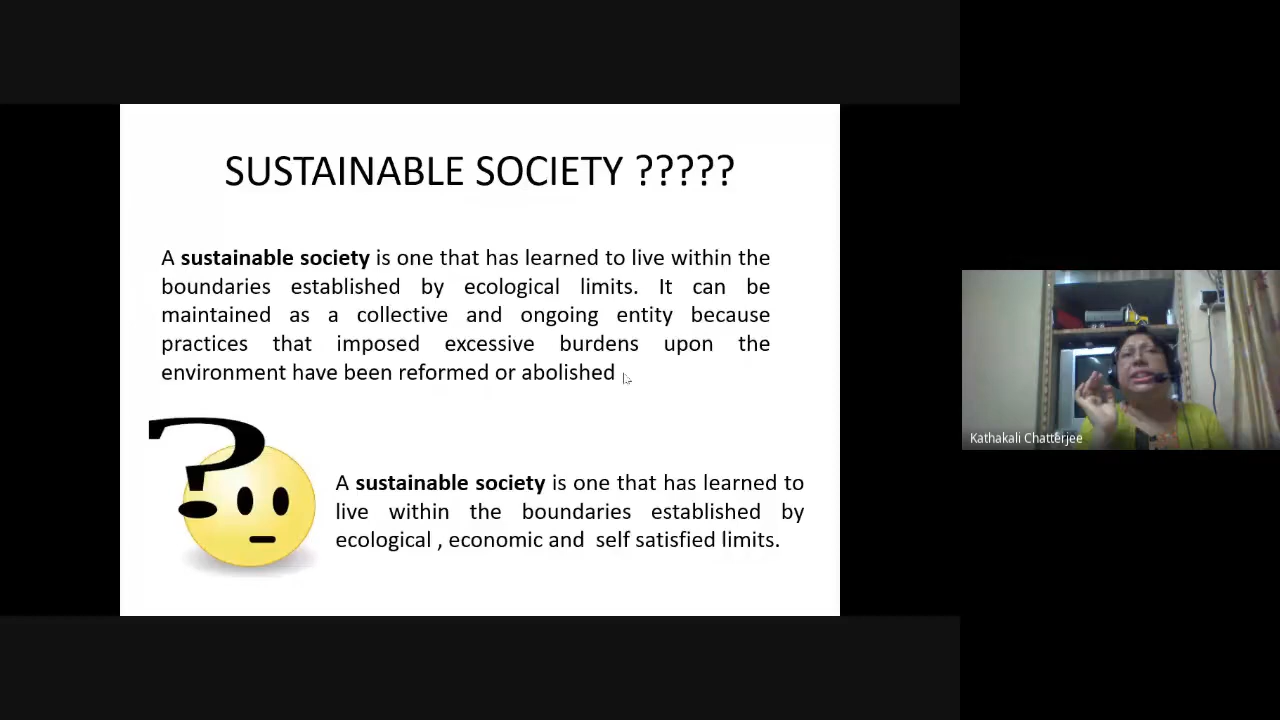 SUSTAINABLE SOCIETY ?????
A sustainable society is one that has learned to live within the
boundaries established by ecological limits. It can be
maintained as a collective and ongoing entity because
practices that imposed excessive burdens upon the
environment have been reformed or abolished
?
A sustainable society is one that has learned to
live within the boundaries established by
ecological , economic and self satisfied limits.
Kathakali Chatterjee